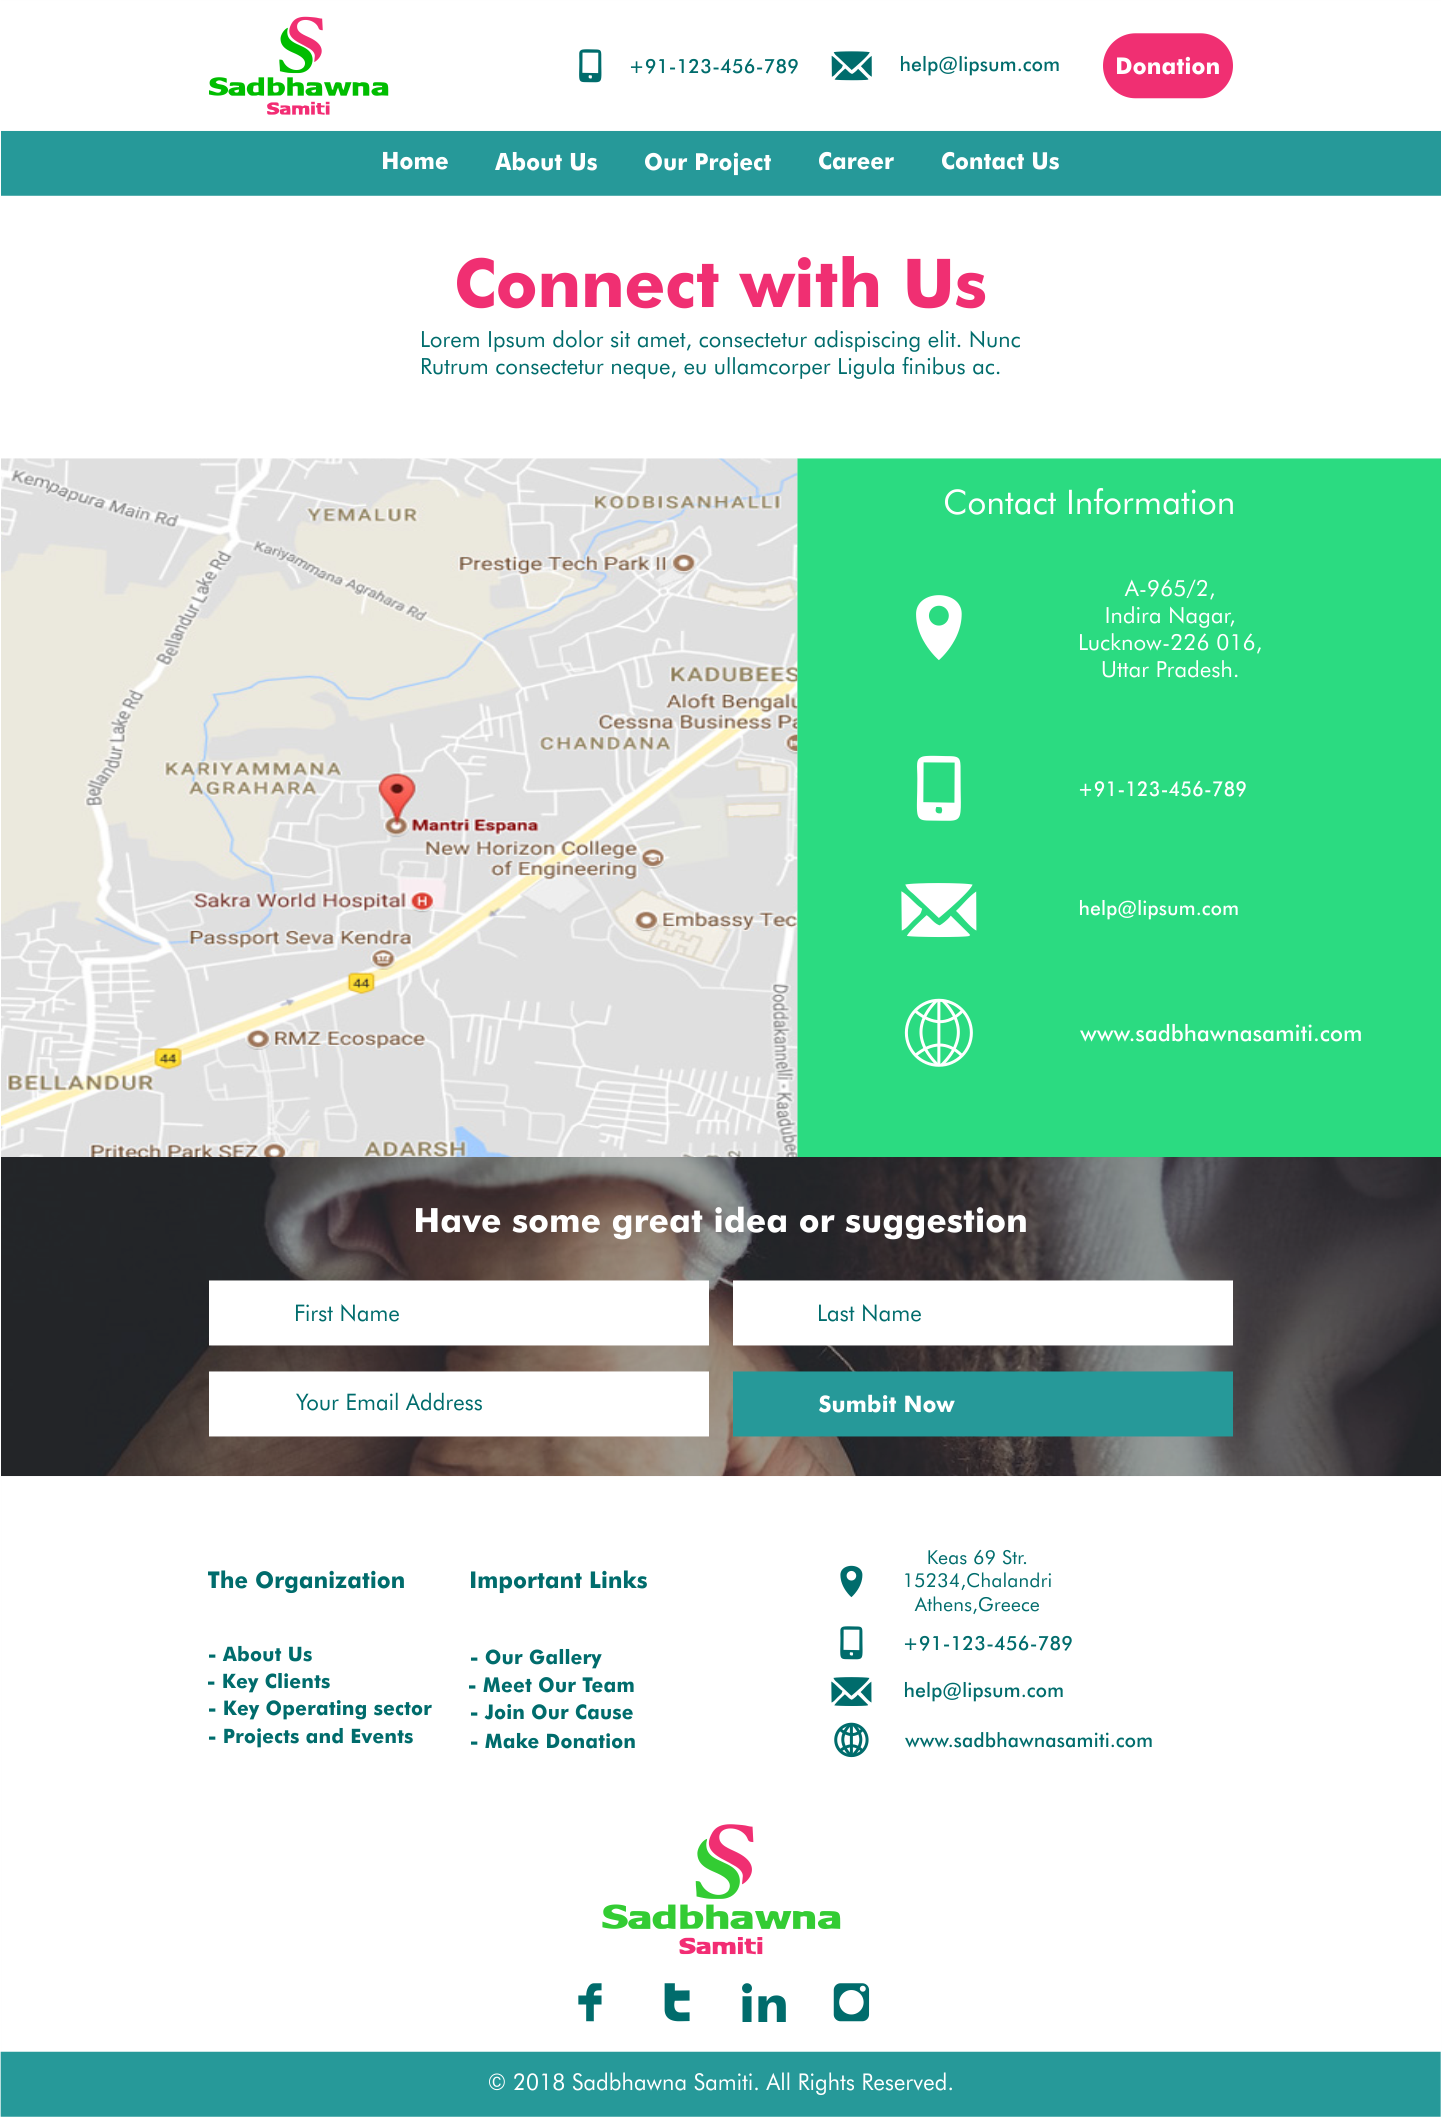 Sadbhawna
Samiti
+91-123-456-789
help@lipsum.com
Donation
Home
About Us
Our Project
Career
Contact Us
Connect with Us
Lorem Ipsum dolor sit amet, consectetur adispiscing elit. Nunc
Rutrum consectetur neque, eu ullamcorper Ligula finibus ac.
Kempapura Main Rd
YEMALUR
KODBISANHALLI
Prestige Tech Park II
Kariyammana Agrahara Rd
Bellandur Lake Rd
KADUBEES
Aloft Bengalu
Cessna Business Pa
CHANDANA
Bellandur Lake Rd
KARIYAMMANA
AGRAHARA
Mantri Espana
New Horizon College
of Engineering
Sakra World Hospital
H
Embassy Tec
Passport Seva Kendra
44
RMZ Ecospace
44
BELLANDUR
Doddakannelli - Kaadubee
Pritech Park SEZ
ADARSH
Contact Information
A-965/2,
Indira Nagar,
Lucknow-226 016,
Uttar Pradesh.
+91-123-456-789
help@lipsum.com
www.sadbhawnasamiti.com
Have some great idea or suggestion
First Name
Last Name
Your Email Address
Sumbit Now
The Organization
- About Us
- Key Clients
- Key Operating sector
- Projects and Events
Important Links
- Our Gallery
- Meet Our Team
- Join Our Cause
- Make Donation
Keas 69 Str.
15234,Chalandri
Athens,Greece
+91-123-456-789
help@lipsum.com
www.sadbhawnasamiti.com
Sadbhawna
Samiti
© 2018 Sadbhawna Samiti. All Rights Reserved.